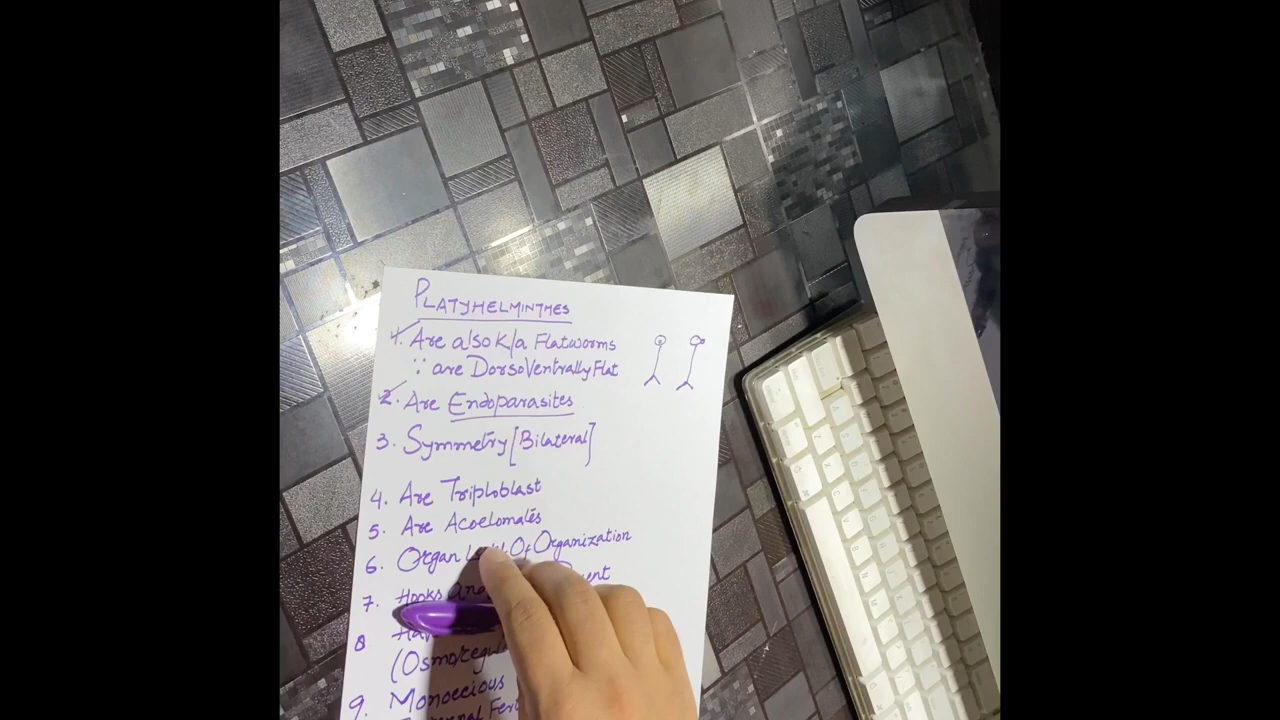 PLATYHELMINTHES
1. Are also K/a Flatworms
∵ are DorsoVentrally Flat
2. Are Endoparasites
3. Symmetry [Bilateral]
4. Are Triploblast
5. Are Acoelomates
6. Organ Of Organization
7. Hooks
8
9. Monoecious